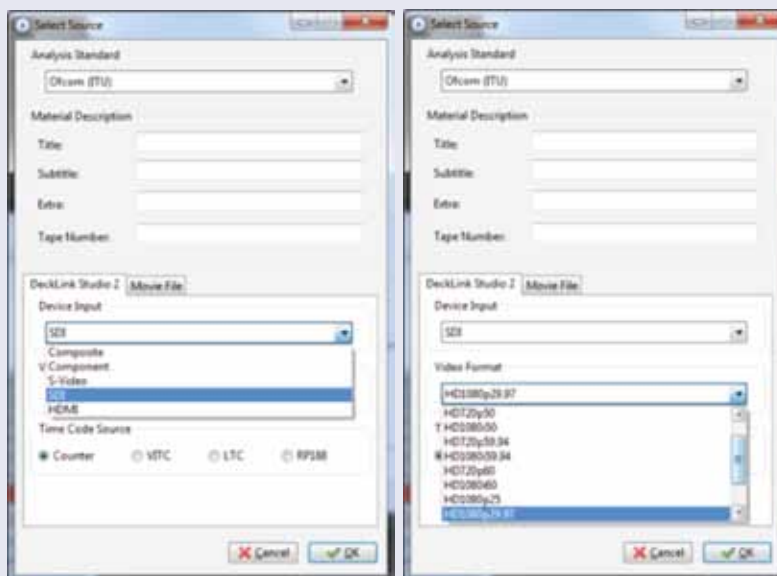 Select Source
Analysis Standard
Ofcom (ITU)
Material Description
Title:
Subtitle:
Extra:
Tape Number:
DeckLink Studio 2
Movie File
Device Input
SDI
Composite
V Component
S-Video
SDI
HDMI
Time Code Source
Counter
VITC
LTC
RP188
Cancel
OK
Select Source
Analysis Standard
Ofcom (ITU)
Material Description
Title:
Subtitle:
Extra:
Tape Number:
DeckLink Studio 2
Movie File
Device Input
SDI
Video Format
HD1080p29.97
HD720p50
T HD1080i50
HD720p59.94
HD1080i59.94
HD720p60
HD1080i60
HD1080p25
HD1080p29.97
Cancel
OK